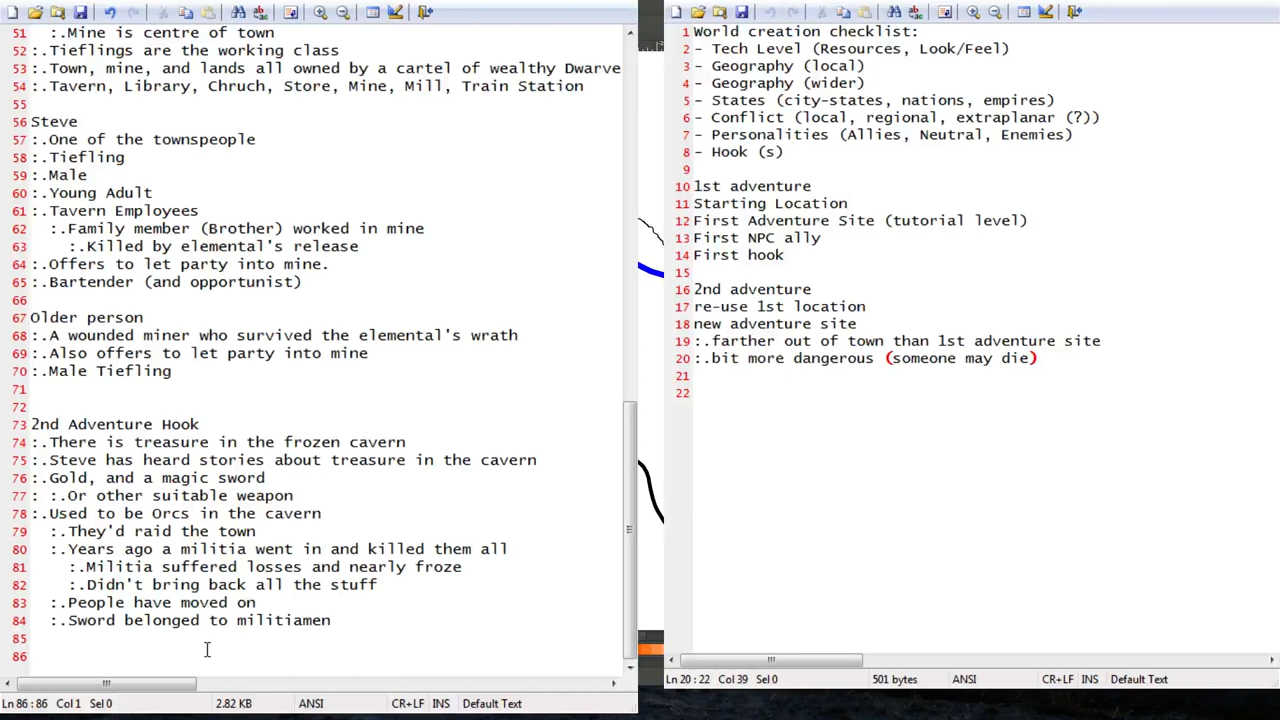 51 :.Mine is centre of town
52 :.Tieflings are the working class
53 :.Town, mine, and lands all owned by a cartel of wealthy Dwarve
54 :.Tavern, Library, Chruch, Store, Mine, Mill, Train Station
55
56 Steve
57 :.One of the townspeople
58 :.Tiefling
59 :.Male
60 :.Young Adult
61 :.Tavern Employees
62 :.Family member (Brother) worked in mine
63 :.Killed by elemental's release
64 :.Offers to let party into mine.
65 :.Bartender (and opportunist)
66
67 Older person
68 :.A wounded miner who survived the elemental's wrath
69 :.Also offers to let party into mine
70 :.Male Tiefling
71
72
73 2nd Adventure Hook
74 :.There is treasure in the frozen cavern
75 :.Steve has heard stories about treasure in the cavern
76 :.Gold, and a magic sword
77 : :.Or other suitable weapon
78 :.Used to be Orcs in the cavern
79 :.They'd raid the town
80 :.Years ago a militia went in and killed them all
81 :.Militia suffered losses and nearly froze
82 :.Didn't bring back all the stuff
83 :.People have moved on
84 :.Sword belonged to militiamen
85
86
Ln 86 : 86 Col 1 Sel 0 2.82 KB ANSI CR+LF INS Default Text
1 World creation checklist:
2 - Tech Level (Resources, Look/Feel)
3 - Geography (local)
4 - Geography (wider)
5 - States (city-states, nations, empires)
6 - Conflict (local, regional, extraplanar (?))
7 - Personalities (Allies, Neutral, Enemies)
8 - Hook (s)
9
10 1st adventure
11 Starting Location
12 First Adventure Site (tutorial level)
13 First NPC ally
14 First hook
15
16 2nd adventure
17 re-use 1st location
18 new adventure site
19 :.farther out of town than 1st adventure site
20 :.bit more dangerous (someone may die)
21
22
Ln 20 : 22 Col 39 Sel 0 501 bytes ANSI CR+LF INS Default Text